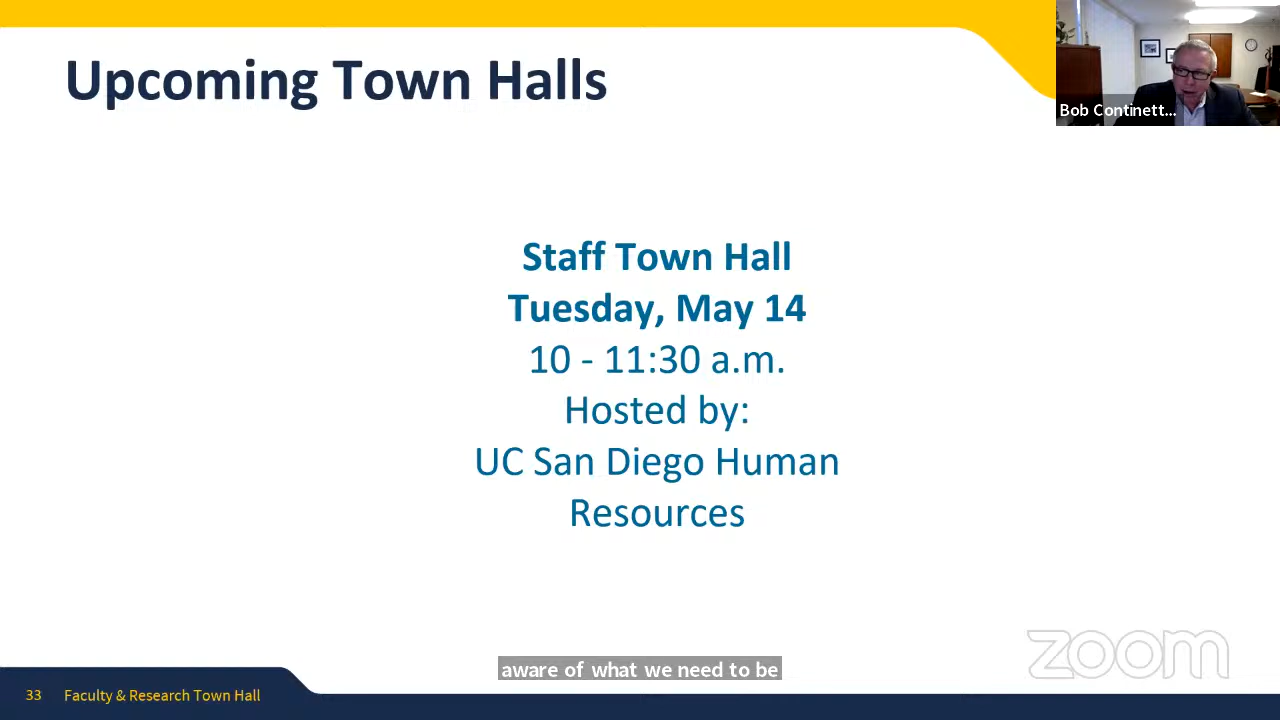 Upcoming Town Halls
Bob Continett...
Staff Town Hall
Tuesday, May 14
10 - 11:30 a.m.
Hosted by:
UC San Diego Human
Resources
aware of what we need to be
zoom
33 Faculty & Research Town Hall